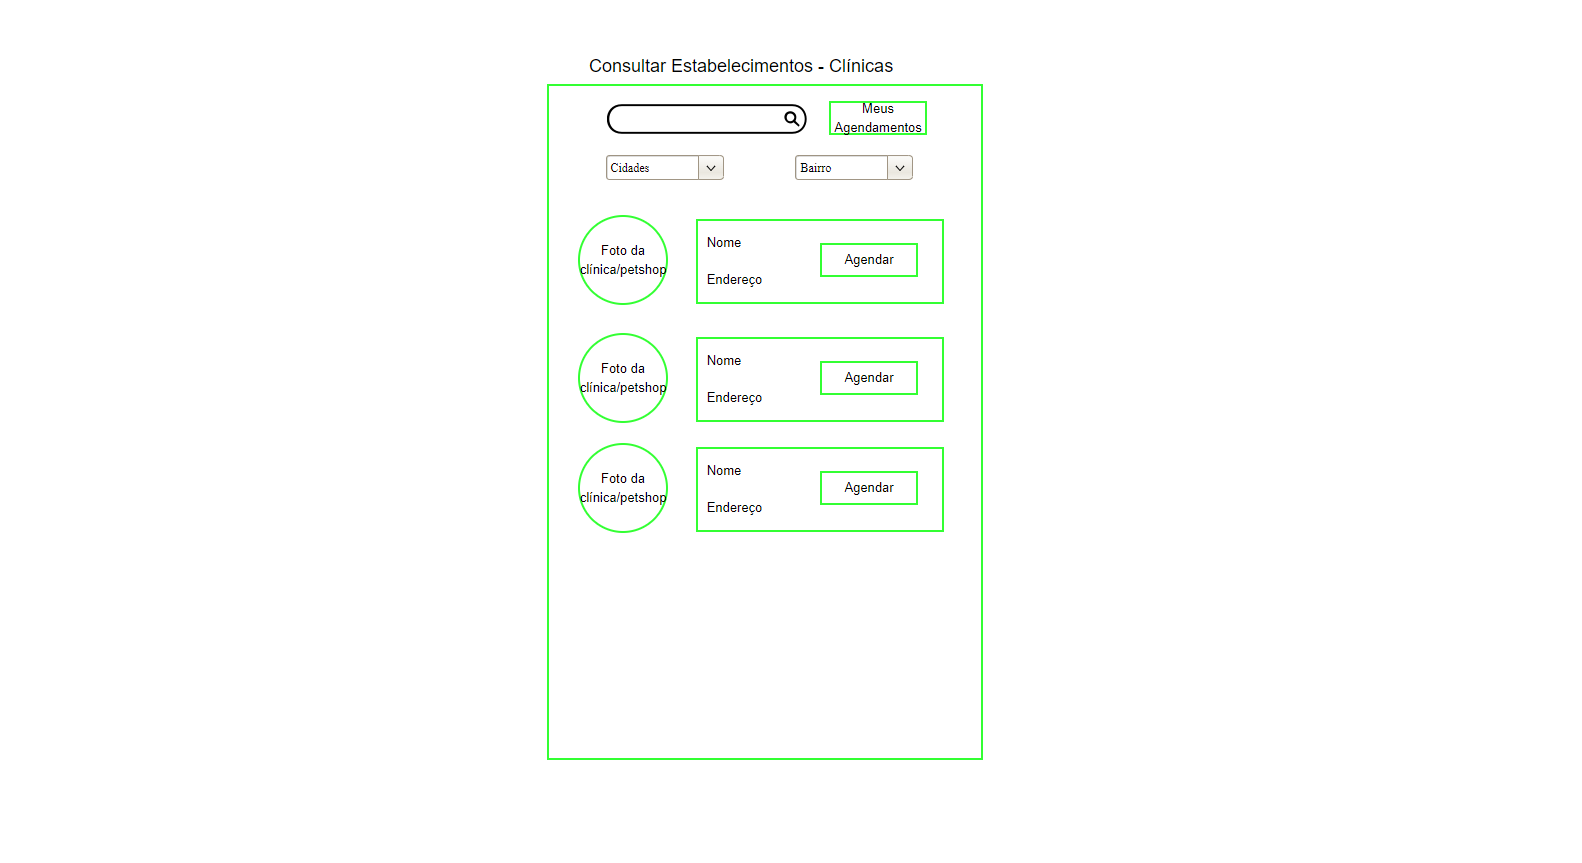 Consultar Estabelecimentos - Clínicas
Meus
Agendamentos
Cidades
Bairro
Foto da
clínica/petshop
Nome
Endereço
Agendar
Foto da
clínica/petshop
Nome
Endereço
Agendar
Foto da
clínica/petshop
Nome
Endereço
Agendar